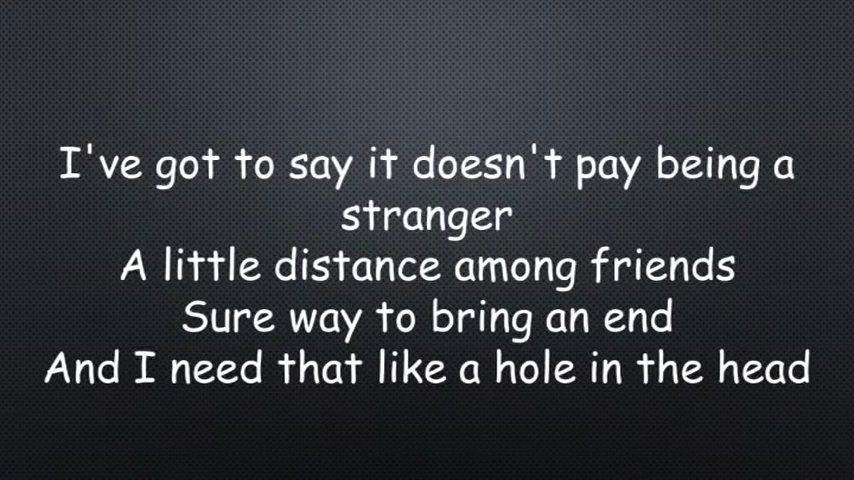 I've got to say it doesn't pay being a
stranger
A little distance among friends
Sure way to bring an end
And I need that like a hole in the head